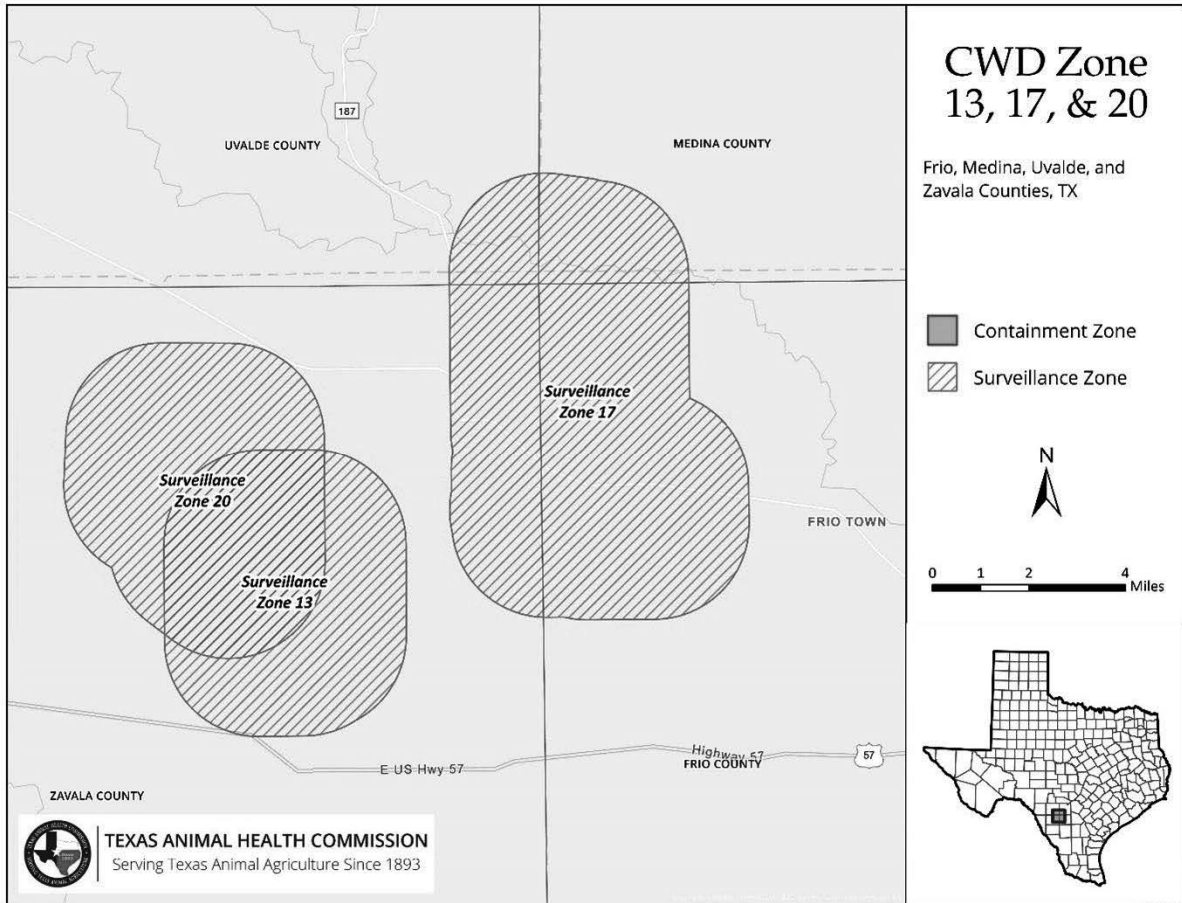 CWD Zone
13, 17, & 20
Frio, Medina, Uvalde, and
Zavala Counties, TX
Containment Zone
Surveillance Zone
N
0 1 2 4
Miles
187
UVALDE COUNTY
MEDINA COUNTY
Surveillance
Zone 17
Surveillance
Zone 20
Surveillance
Zone 13
FRIO TOWN
Highway 57
57
FRIO COUNTY
E US Hwy 57
ZAVALA COUNTY
TEXAS ANIMAL HEALTH COMMISSION
Serving Texas Animal Agriculture Since 1893